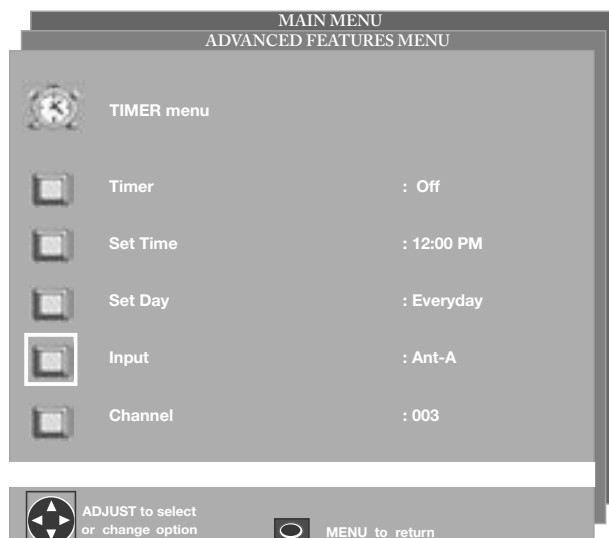 MAIN MENU
ADVANCED FEATURES MENU
TIMER menu
Timer : Off
Set Time : 12:00 PM
Set Day : Everyday
Input : Ant-A
Channel : 003
ADJUST to select
or change option
MENU to return